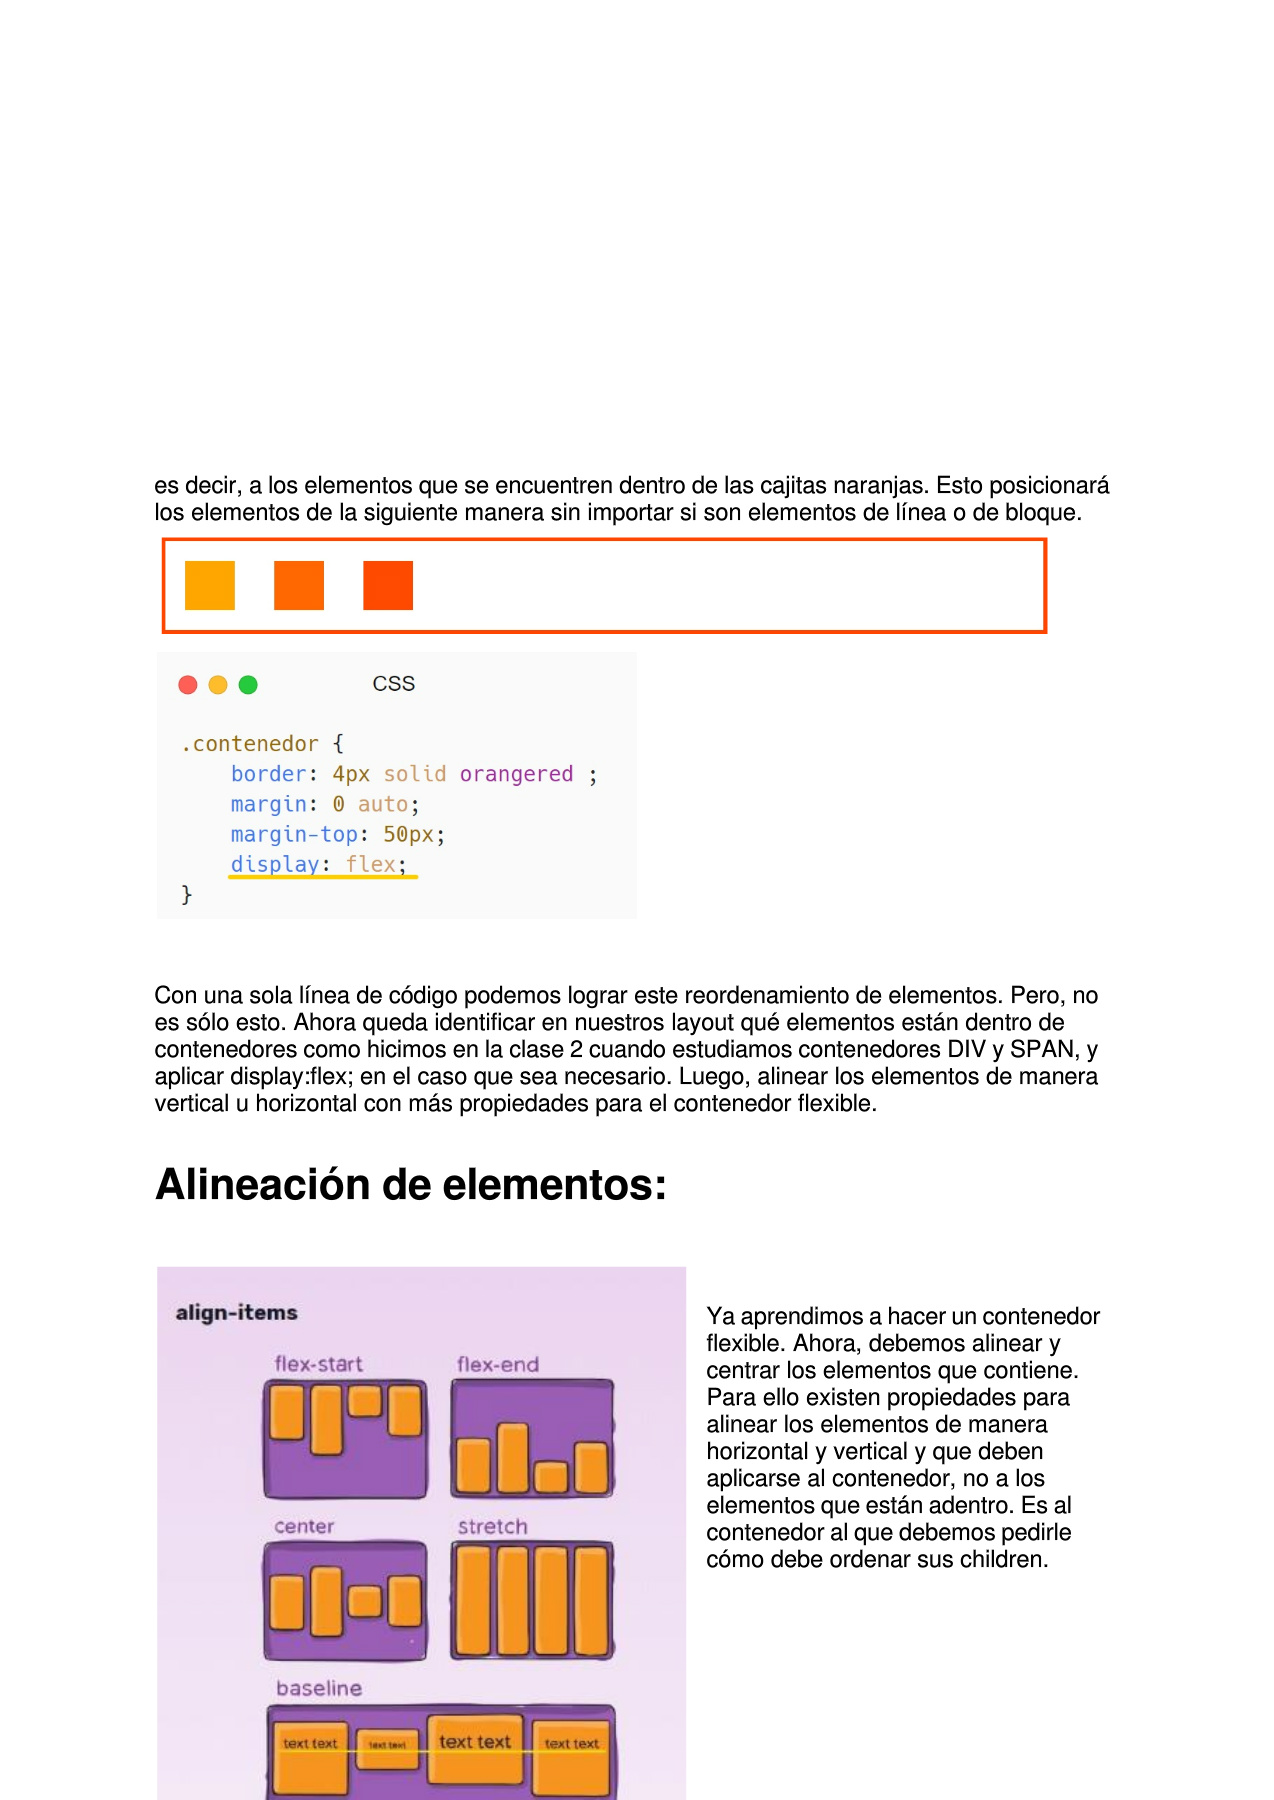 es decir, a los elementos que se encuentren dentro de las cajitas naranjas. Esto posicionará
los elementos de la siguiente manera sin importar si son elementos de línea o de bloque.
CSS
.contenedor {
    border: 4px solid orangered ;
    margin: 0 auto;
    margin-top: 50px;
    display: flex;
}
Con una sola línea de código podemos lograr este reordenamiento de elementos. Pero, no
es sólo esto. Ahora queda identificar en nuestros layout qué elementos están dentro de
contenedores como hicimos en la clase 2 cuando estudiamos contenedores DIV y SPAN, y
aplicar display:flex; en el caso que sea necesario. Luego, alinear los elementos de manera
vertical u horizontal con más propiedades para el contenedor flexible.
Alineación de elementos:
align-items
flex-start
flex-end
center
stretch
baseline
text text
text text
text text
text text
Ya aprendimos a hacer un contenedor
flexible. Ahora, debemos alinear y
centrar los elementos que contiene.
Para ello existen propiedades para
alinear los elementos de manera
horizontal y vertical y que deben
aplicarse al contenedor, no a los
elementos que están adentro. Es al
contenedor al que debemos pedirle
cómo debe ordenar sus children.